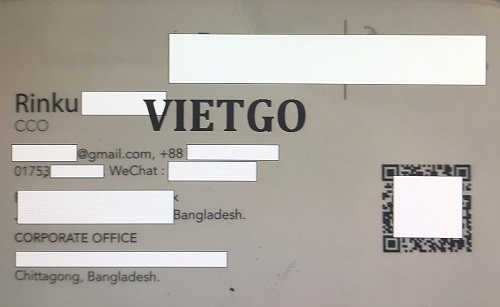 Rinku
VIETGO
CCO
@gmail.com, +88
01753 WeChat :
Bangladesh.
CORPORATE OFFICE
Chittagong, Bangladesh.